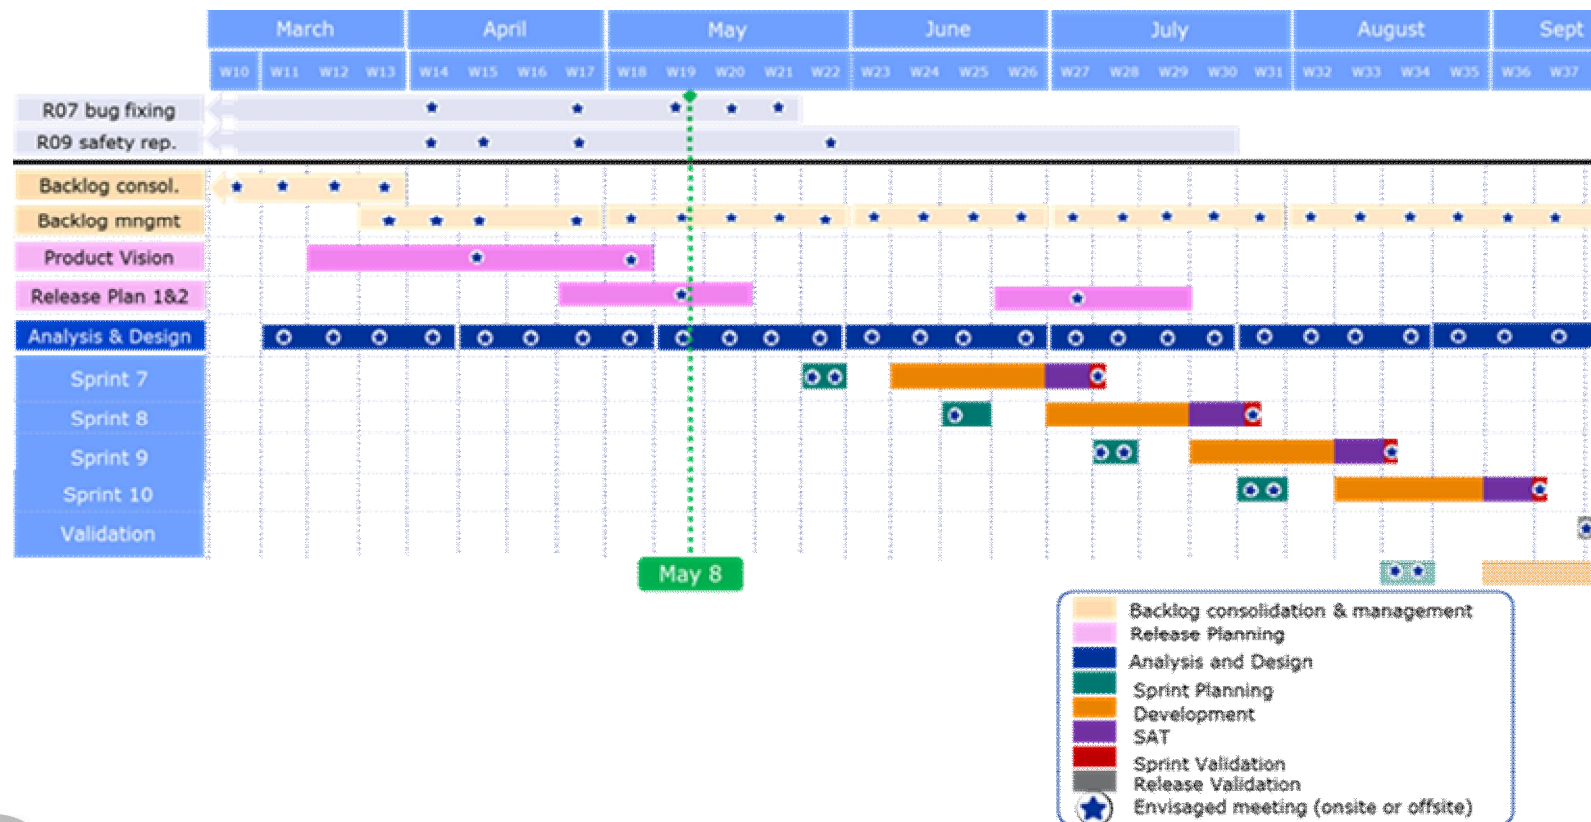 March April May June July August Sept
W10 W11 W12 W13 W14 W15 W16 W17 W18 W19 W20 W21 W22 W23 W24 W25 W26 W27 W28 W29 W30 W31 W32 W33 W34 W35 W36 W37
R07 bug fixing
R09 safety rep.
Backlog consol.
Backlog mngmt
Product Vision
Release Plan 1&2
Analysis & Design
Sprint 7
Sprint 8
Sprint 9
Sprint 10
Validation
May 8
Backlog consolidation & management
Release Planning
Analysis and Design
Sprint Planning
Development
SAT
Sprint Validation
Release Validation
Envisaged meeting (onsite or offsite)